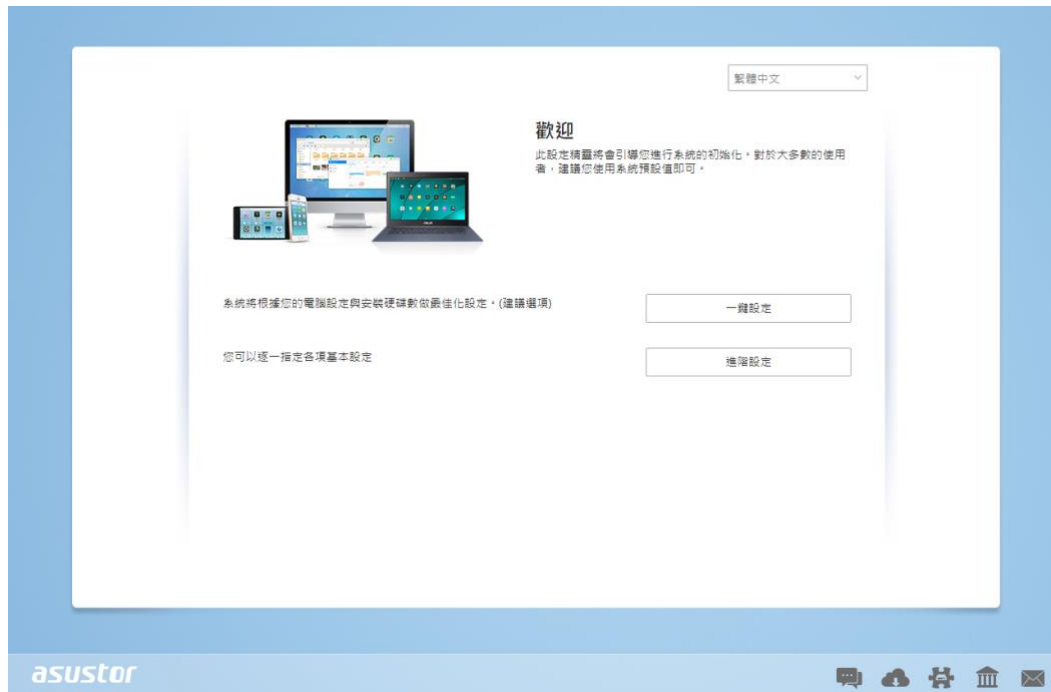 繁體中文
歡迎
此設定精靈將會引導您進行系統的初始化。對於大多數的使用
者，建議您使用系統預設值即可。
系統將根據您的電腦設定與安裝硬碟數做最佳化設定。(建議選項)
一鍵設定
您可以逐一指定各項基本設定
進階設定
asustor